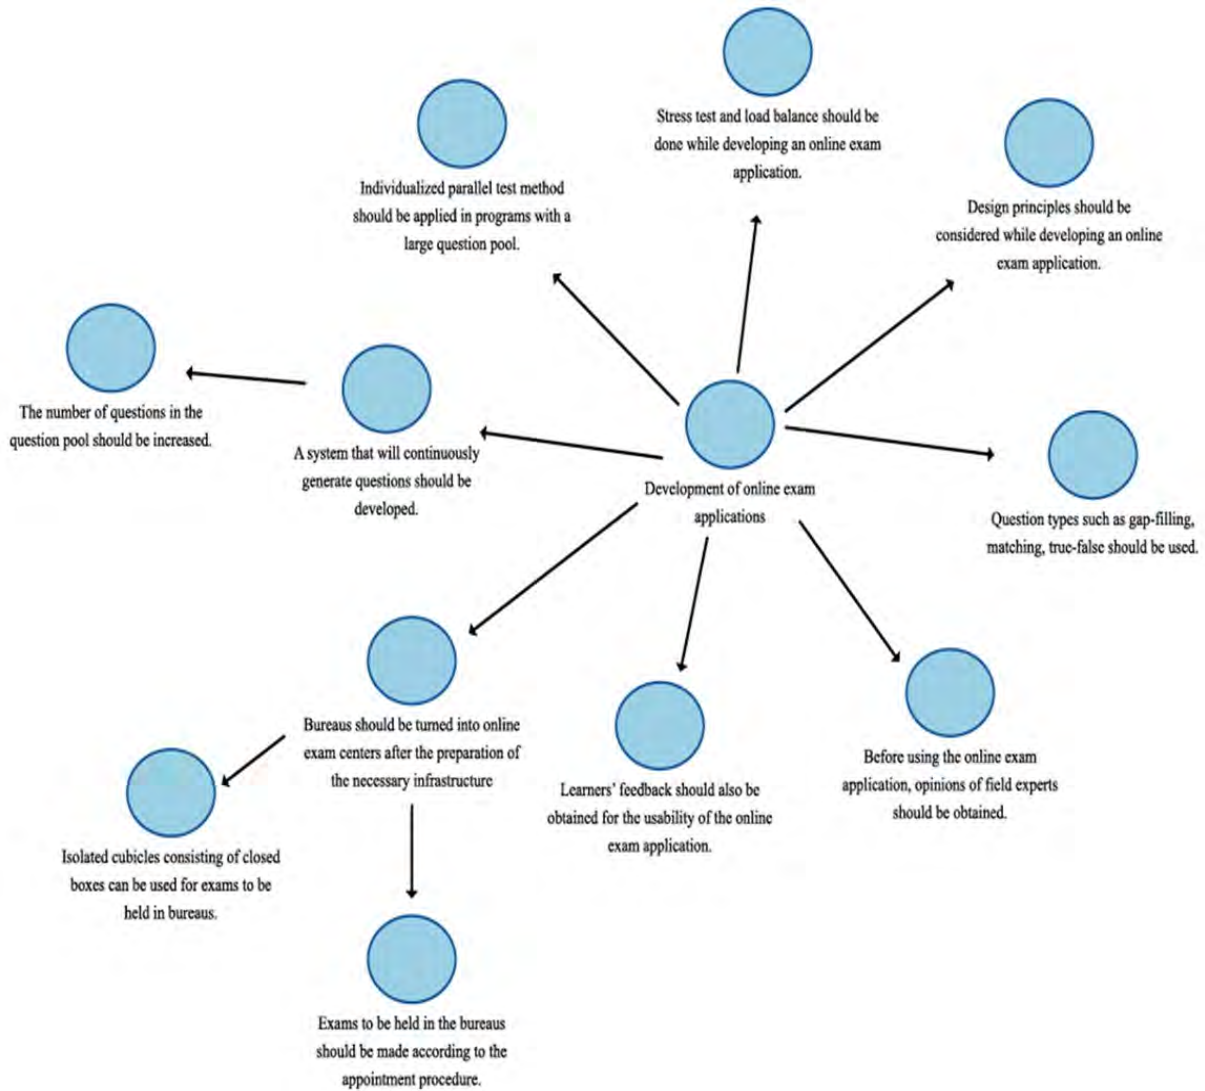 Stress test and load balance should be
done while developing an online exam
application.
Individualized parallel test method
should be applied in programs with a
large question pool.
Design principles should be
considered while developing an online
exam application.
The number of questions in the
question pool should be increased.
A system that will continuously
generate questions should be
developed.
Development of online exam
applications
Question types such as gap-filling,
matching, true-false should be used.
Bureaus should be turned into online
exam centers after the preparation of
the necessary infrastructure
Learners' feedback should also be
obtained for the usability of the online
exam application.
Before using the online exam
application, opinions of field experts
should be obtained.
Isolated cubicles consisting of closed
boxes can be used for exams to be
held in bureaus.
Exams to be held in the bureaus
should be made according to the
appointment procedure.